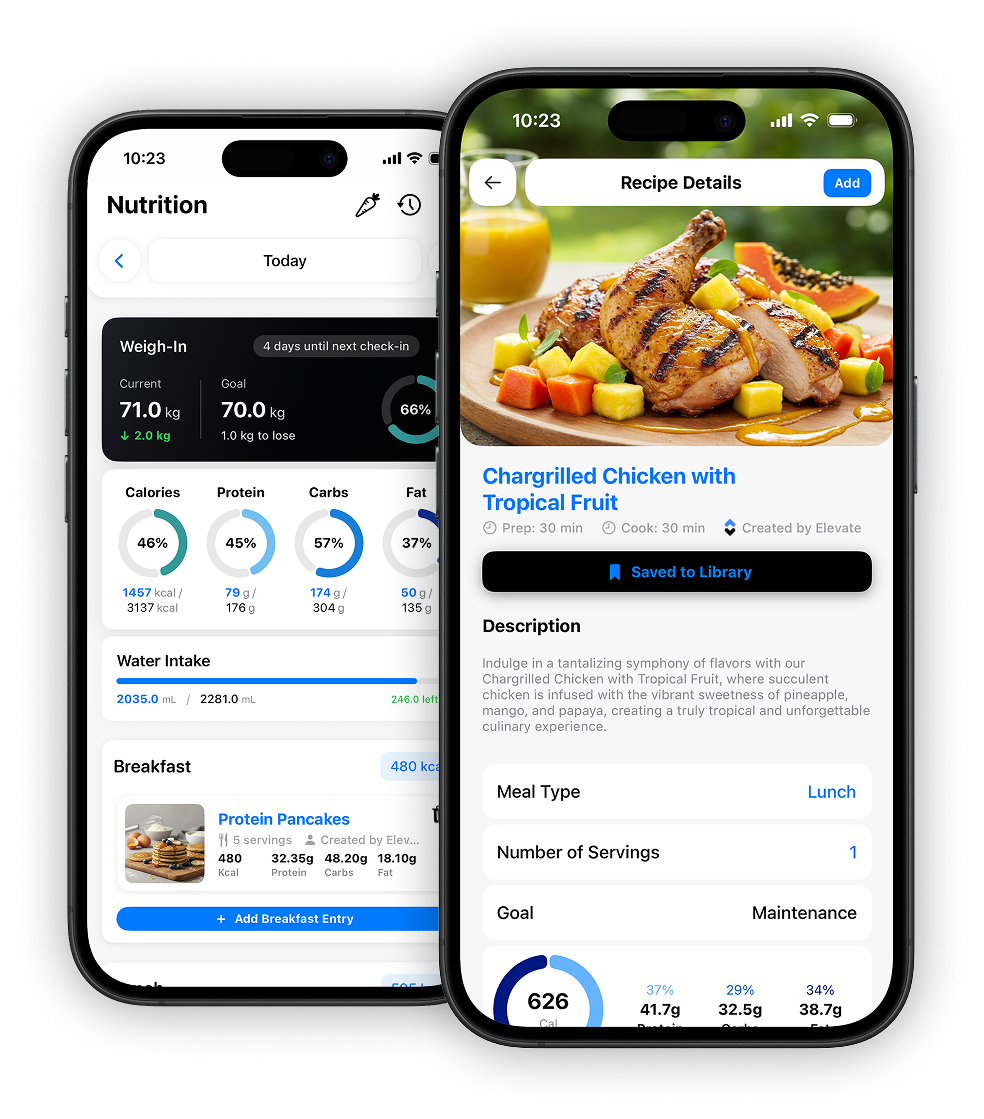 10:23
Nutrition
Today
Weigh-In
4 days until next check-in
Current
Goal
71.0 kg
70.0 kg
66%
↓ 2.0 kg
1.0 kg to lose
Calories
Protein
Carbs
Fat
46%
45%
57%
37%
1457 kcal /
3137 kcal
79 g /
176 g
174 g /
304 g
50 g /
135 g
Water Intake
2035.0 mL / 2281.0 mL
246.0 left
Breakfast
480 kca
Protein Pancakes
5 servings
Created by Elev...
480
32.35g
48.20g
18.10g
Kcal
Protein
Carbs
Fat
+ Add Breakfast Entry
10:23
Recipe Details
Add
Chargrilled Chicken with
Tropical Fruit
Prep: 30 min
Cook: 30 min
Created by Elevate
Saved to Library
Description
Indulge in a tantalizing symphony of flavors with our
Chargrilled Chicken with Tropical Fruit, where succulent
chicken is infused with the vibrant sweetness of pineapple,
mango, and papaya, creating a truly tropical and unforgettable
culinary experience.
Meal Type
Lunch
Number of Servings
1
Goal
Maintenance
626
Cal
37%
29%
34%
41.7g
32.5g
38.7g
Protein
Carbs
Fat